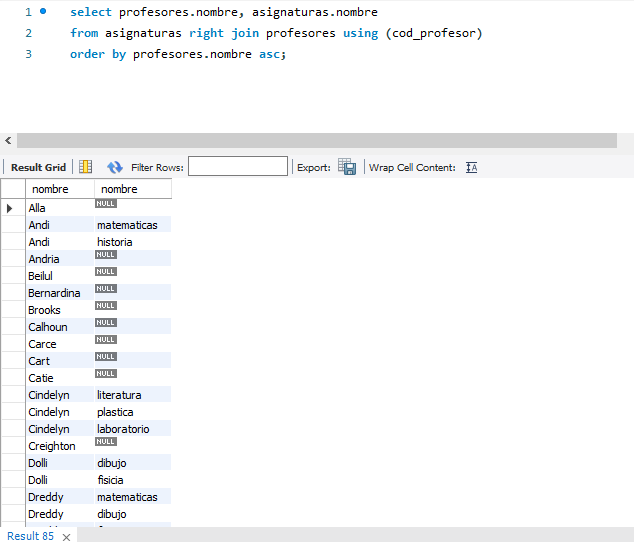 1 select profesores.nombre, asignaturas.nombre
2 from asignaturas right join profesores using (cod_profesor)
3 order by profesores.nombre asc;
Result Grid Filter Rows: Export: Wrap Cell Content: IA
nombre nombre
Alla NULL
Andi matematicas
Andi historia
Andria NULL
Beilul NULL
Bernardina NULL
Brooks NULL
Calhoun NULL
Carce NULL
Cart NULL
Catie NULL
Cindelyn literatura
Cindelyn plastica
Cindelyn laboratorio
Creighton NULL
Dolli dibujo
Dolli fisicia
Dreddy matematicas
Dreddy dibujo
Result 85